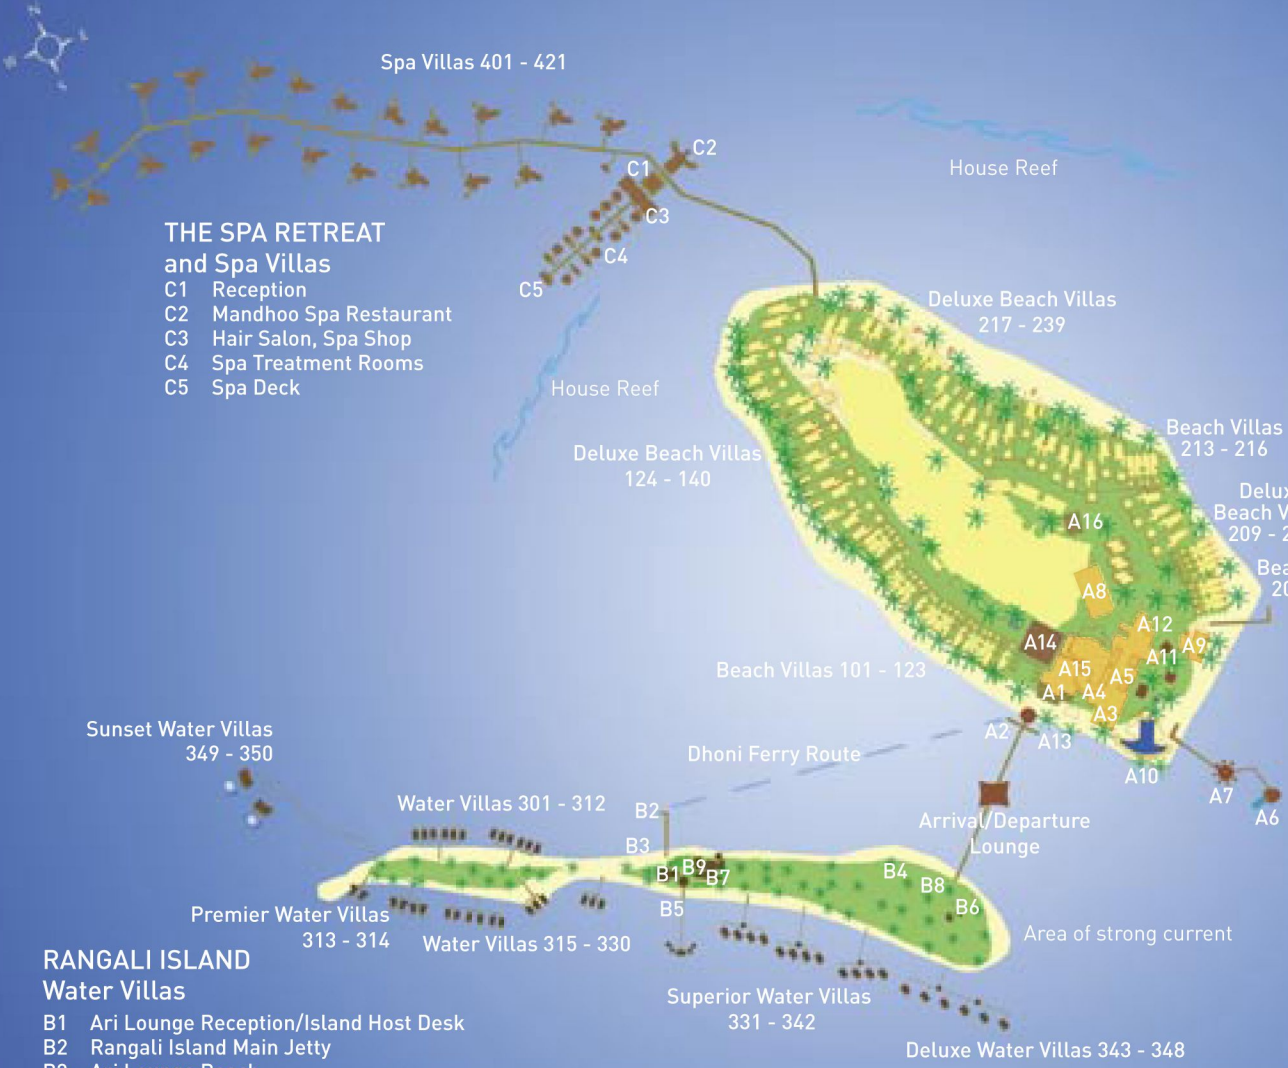 Spa Villas 401 - 421
House Reef
C2
C1
C3
C4
C5
THE SPA RETREAT
and Spa Villas
C1 Reception
C2 Mandhoo Spa Restaurant
C3 Hair Salon, Spa Shop
C4 Spa Treatment Rooms
C5 Spa Deck
House Reef
Deluxe Beach Villas
217 - 239
Deluxe Beach Villas
124 - 140
Beach Villas
213 - 216
Delux
Beach V
209 - 2
Bea
20
A16
A8
A12
A14
A9
A11
A15
A5
A1
A4
A3
Beach Villas 101 - 123
A2
A13
A10
A7
A6
Dhoni Ferry Route
Arrival/Departure
Lounge
Sunset Water Villas
349 - 350
Water Villas 301 - 312
B2
B3
B1
B9
B7
B4
B8
B6
B5
Premier Water Villas
313 - 314
Water Villas 315 - 330
Area of strong current
Superior Water Villas
331 - 342
Deluxe Water Villas 343 - 348
RANGALI ISLAND
Water Villas
B1 Ari Lounge Reception/Island Host Desk
B2 Rangali Island Main Jetty